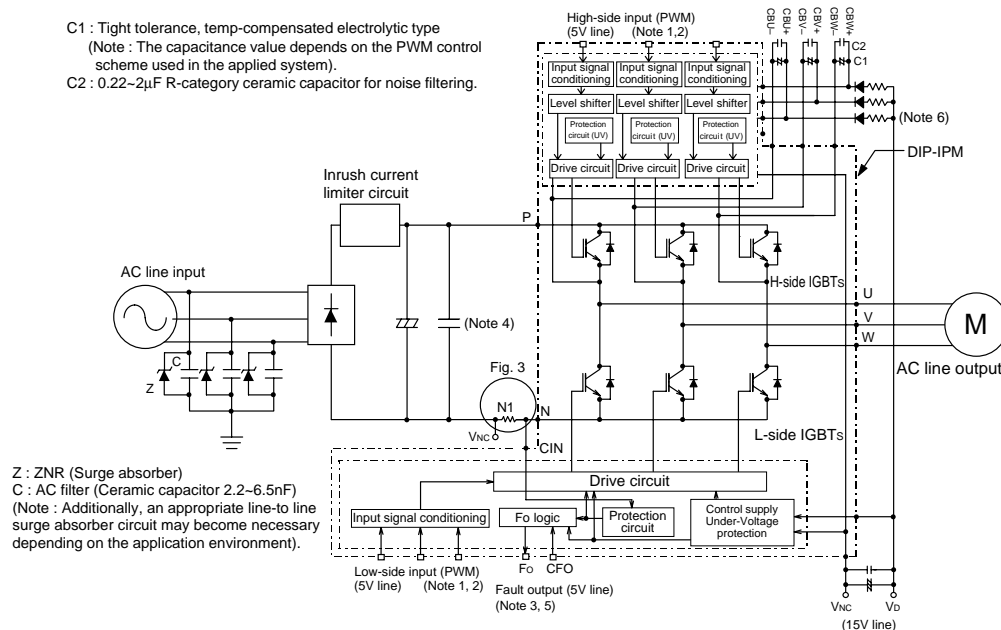 C1 : Tight tolerance, temp-compensated electrolytic type
(Note : The capacitance value depends on the PWM control
scheme used in the applied system).
C2 : 0.22~2μF R-category ceramic capacitor for noise filtering.
High-side input (PWM)
(5V line) (Note 1,2)
CBU–
CBU+
CBV–
CBV+
CBW–
CBW+
C2
C1
Input signal conditioning
Input signal conditioning
Input signal conditioning
Level shifter
Level shifter
Level shifter
Protection circuit (UV)
Protection circuit (UV)
Protection circuit (UV)
Drive circuit
Drive circuit
Drive circuit
(Note 6)
DIP-IPM
Inrush current
limiter circuit
P
AC line input
(Note 4)
H-side IGBTS
U
V
W
M
AC line output
C
Z
Fig. 3
N1
N
VNC
CIN
L-side IGBTS
Z : ZNR (Surge absorber)
C : AC filter (Ceramic capacitor 2.2~6.5nF)
(Note : Additionally, an appropriate line-to line
surge absorber circuit may become necessary
depending on the application environment).
Drive circuit
Input signal conditioning
Fo logic
Protection
circuit
Control supply
Under-Voltage
protection
Low-side input (PWM)
(5V line) (Note 1, 2)
FO
CFO
Fault output (5V line)
(Note 3, 5)
VNC
VD
(15V line)